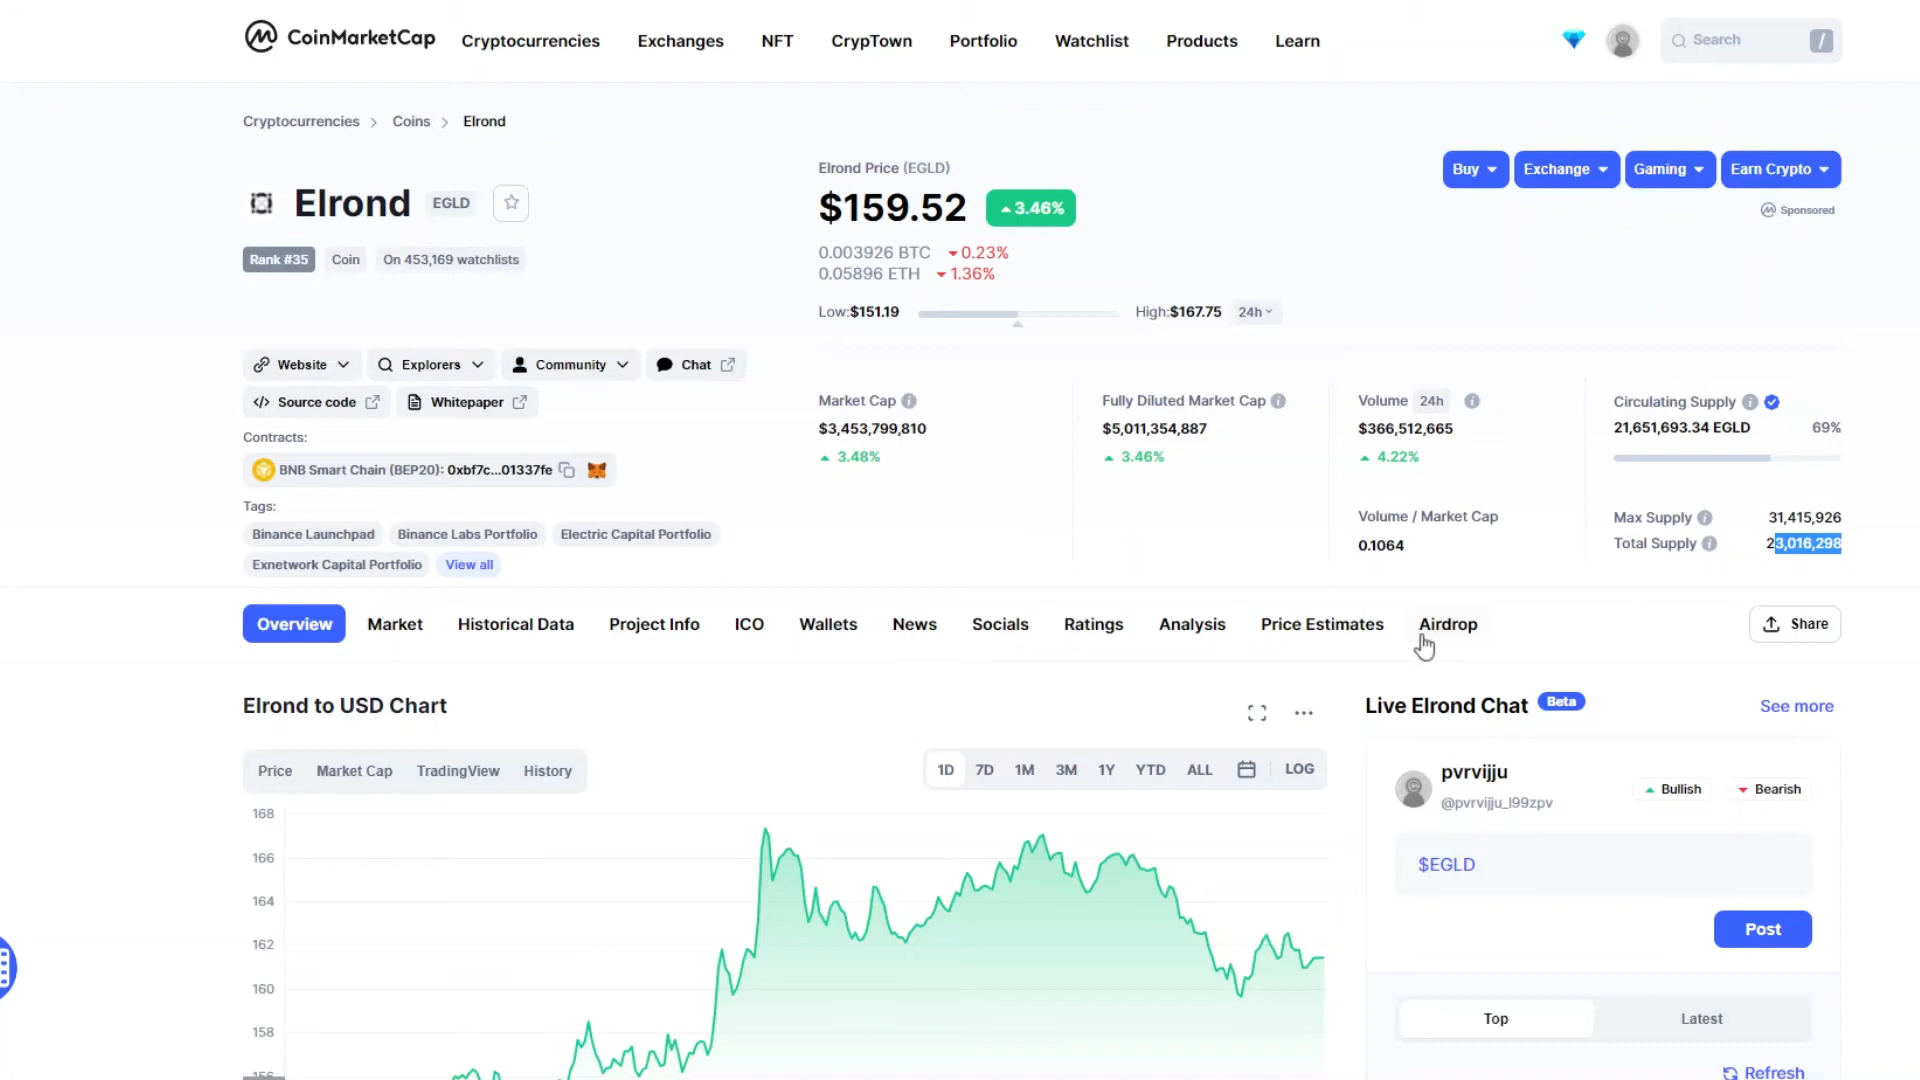 CoinMarketCap Cryptocurrencies Exchanges NFT CrypTown Portfolio Watchlist Products Learn Search /
Cryptocurrencies > Coins > Elrond
Elrond EGLD
Rank #35 Coin On 453,169 watchlists
Elrond Price (EGLD)
$159.52 3.46%
0.003926 BTC 0.23%
0.05896 ETH 1.36%
Low:$151.19 High:$167.75 24h
Buy Exchange Gaming Earn Crypto
Sponsored
Website Explorers Community Chat
Source code Whitepaper
Contracts:
BNB Smart Chain (BEP20): 0xbf7c...01337fe
Tags:
Binance Launchpad Binance Labs Portfolio Electric Capital Portfolio
Exnetwork Capital Portfolio View all
Market Cap
$3,453,799,810
3.48%
Fully Diluted Market Cap
$5,011,354,887
3.46%
Volume 24h
$366,512,665
4.22%
Volume / Market Cap
0.1064
Circulating Supply
21,651,693.34 EGLD 69%
Max Supply 31,415,926
Total Supply 23,016,298
Overview Market Historical Data Project Info ICO Wallets News Socials Ratings Analysis Price Estimates Airdrop Share
Elrond to USD Chart
Price Market Cap TradingView History
1D 7D 1M 3M 1Y YTD ALL LOG
168
166
164
162
160
158
156
Live Elrond Chat Beta See more
pvrvijju
@pvrvijju_l99zpv
Bullish Bearish
$EGLD
Post
Top Latest
Refresh